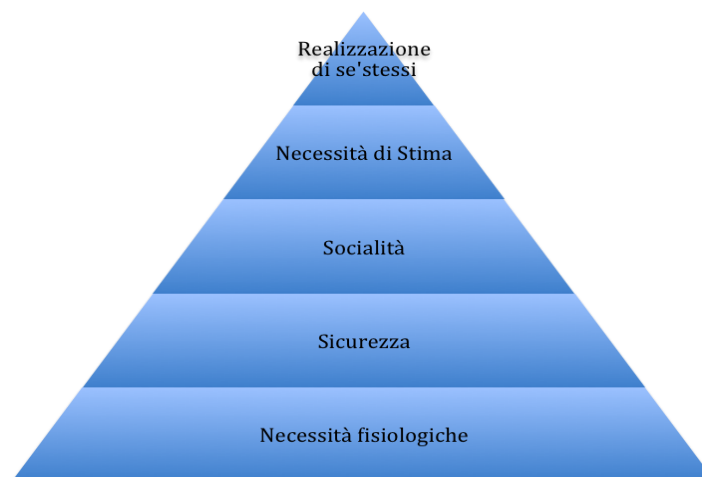 Realizzazione
di se'stessi
Necessità di Stima
Socialità
Sicurezza
Necessità fisiologiche